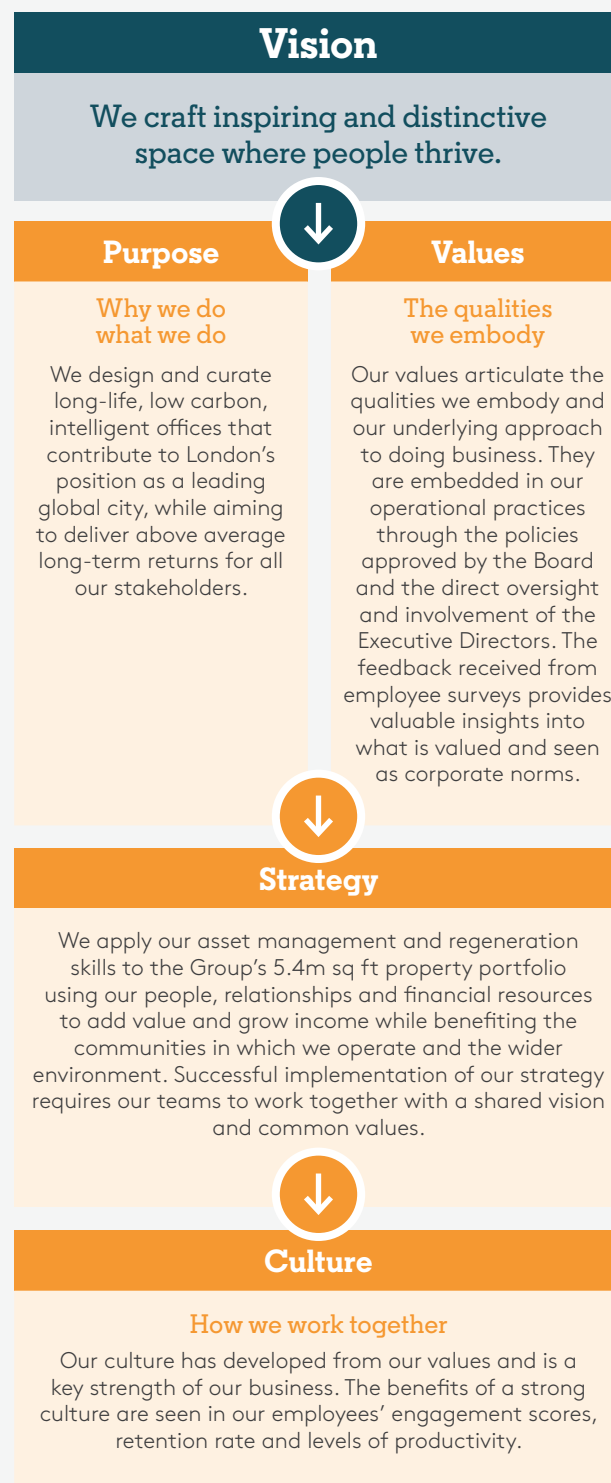 Vision
We craft inspiring and distinctive
space where people thrive.
Purpose
Why we do
what we do
We design and curate
long-life, low carbon,
intelligent offices that
contribute to London’s
position as a leading
global city, while aiming
to deliver above average
long-term returns for all
our stakeholders.
Values
The qualities
we embody
Our values articulate the
qualities we embody and
our underlying approach
to doing business. They
are embedded in our
operational practices
through the policies
approved by the Board
and the direct oversight
and involvement of the
Executive Directors. The
feedback received from
employee surveys provides
valuable insights into
what is valued and seen
as corporate norms.
Strategy
We apply our asset management and regeneration
skills to the Group’s 5.4m sq ft property portfolio
using our people, relationships and financial resources
to add value and grow income while benefiting the
communities in which we operate and the wider
environment. Successful implementation of our strategy
requires our teams to work together with a shared vision
and common values.
Culture
How we work together
Our culture has developed from our values and is a
key strength of our business. The benefits of a strong
culture are seen in our employees’ engagement scores,
retention rate and levels of productivity.